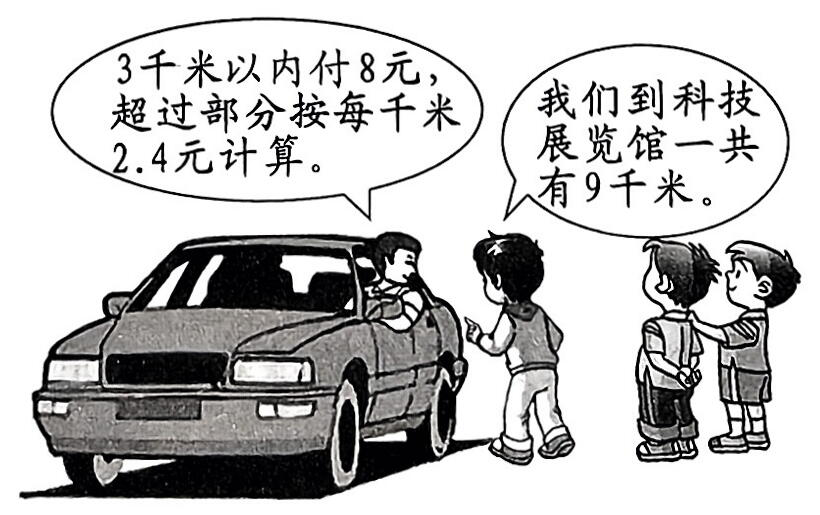 3千米以内付8元，
超过部分按每千米
2.4元计算。
我们到科技
展览馆一共
有9千米。